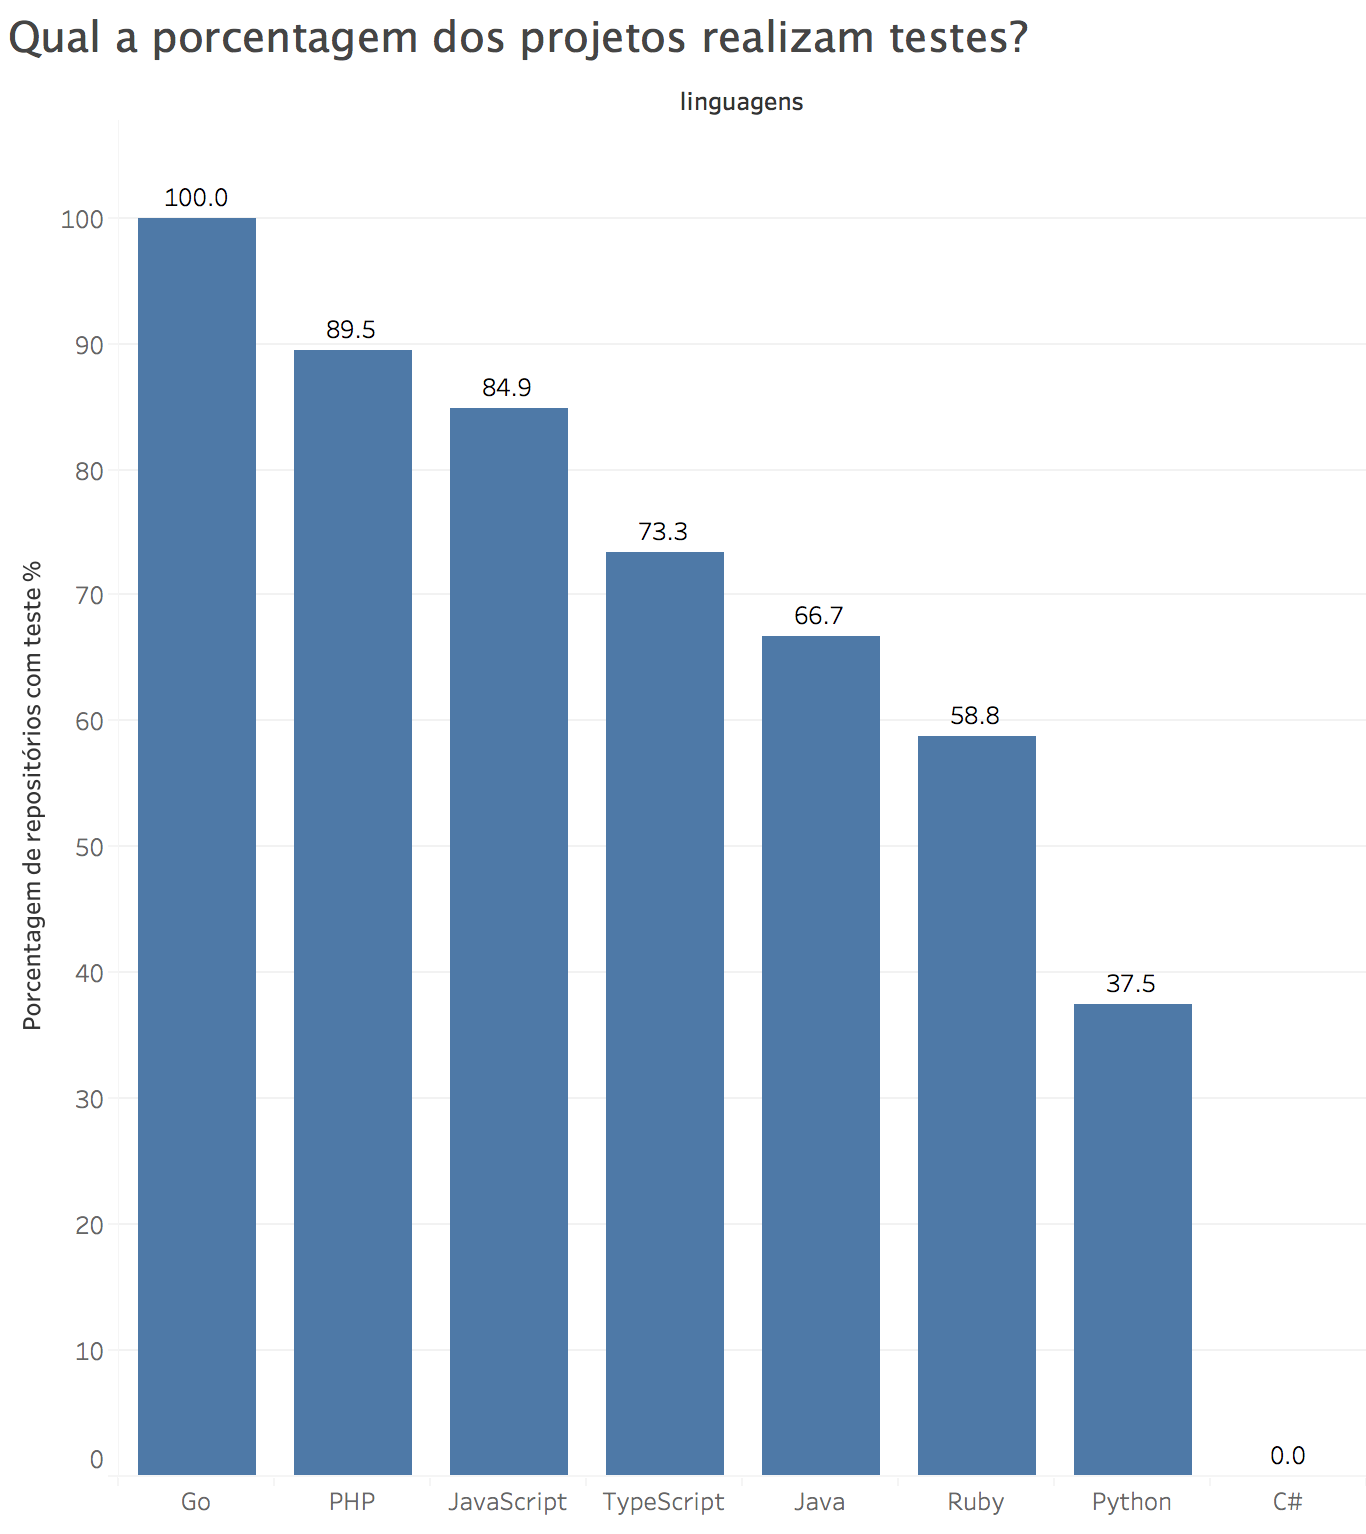 Qual a porcentagem dos projetos realizam testes?
linguagens
Porcentagem de repositórios com teste %
100
90
80
70
60
50
40
30
20
10
0
100.0
89.5
84.9
73.3
66.7
58.8
37.5
0.0
Go
PHP
JavaScript
TypeScript
Java
Ruby
Python
C#